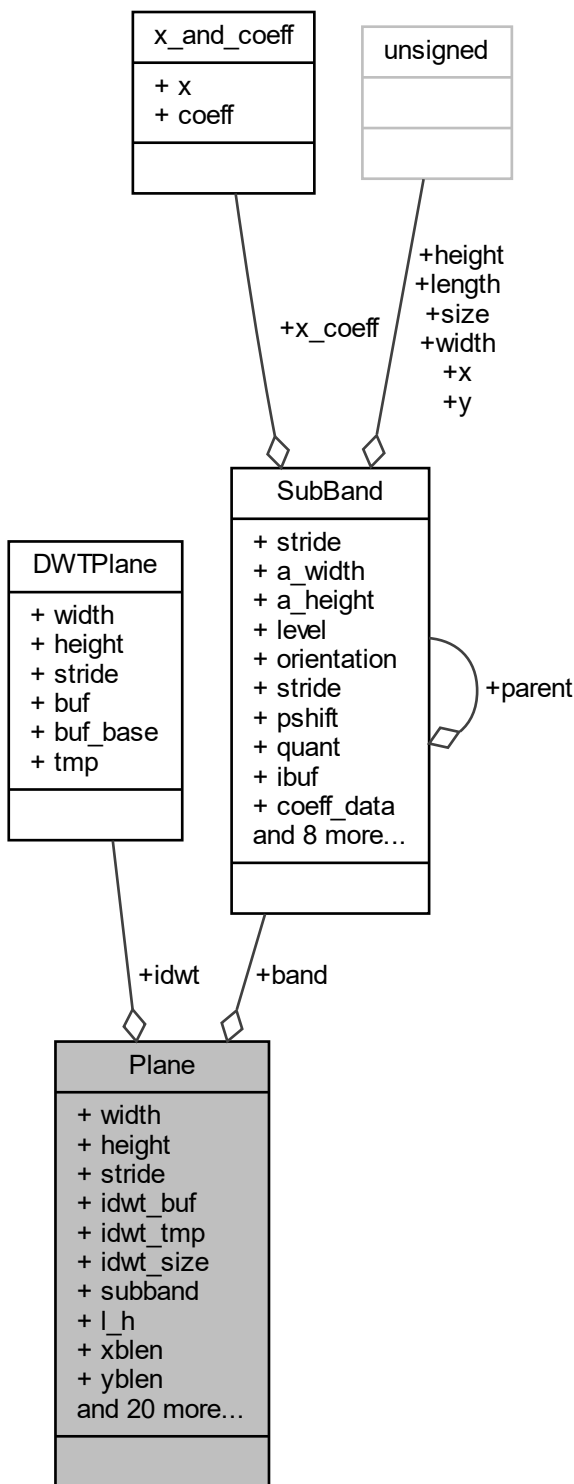 x_and_coeff
+ x
+ coeff
unsigned
+x_coeff
+height
+length
+size
+width
+x
+y
SubBand
+ stride
+ a_width
+ a_height
+ level
+ orientation
+ stride
+ pshift
+ quant
+ ibuf
+ coeff_data
and 8 more...
+parent
DWTPlane
+ width
+ height
+ stride
+ buf
+ buf_base
+ tmp
+idwt
+band
Plane
+ width
+ height
+ stride
+ idwt_buf
+ idwt_tmp
+ idwt_size
+ subband
+ l_h
+ xblen
+ yblen
and 20 more...